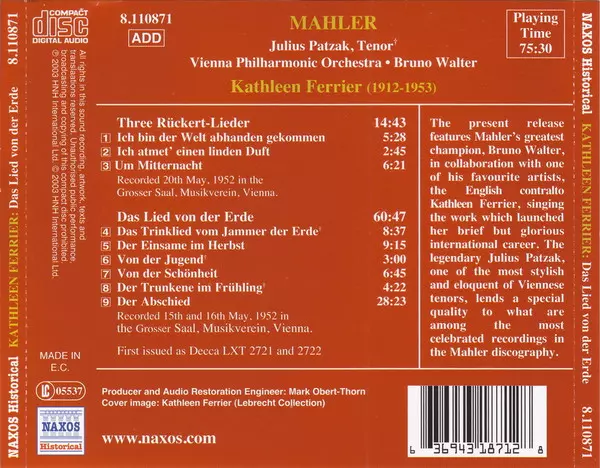 COMPACT
disc
DIGITAL AUDIO
8.110871
ADD
MAHLER
Julius Patzak, Tenor†
Vienna Philharmonic Orchestra • Bruno Walter
Kathleen Ferrier (1912-1953)
Playing
Time
75:30
Three Rückert-Lieder 14:43
1 Ich bin der Welt abhanden gekommen 5:28
2 Ich atmet' einen linden Duft 2:45
3 Um Mitternacht 6:21
Recorded 20th May, 1952 in the
Grosser Saal, Musikverein, Vienna.
Das Lied von der Erde 60:47
4 Das Trinklied vom Jammer der Erde† 8:37
5 Der Einsame im Herbst 9:15
6 Von der Jugend† 3:00
7 Von der Schönheit 6:45
8 Der Trunkene im Frühling† 4:22
9 Der Abschied 28:23
Recorded 15th and 16th May, 1952 in
the Grosser Saal, Musikverein, Vienna.
First issued as Decca LXT 2721 and 2722
The present release
features Mahler's greatest
champion, Bruno Walter,
in collaboration with one
of his favourite artists,
the English contralto
Kathleen Ferrier, singing
the work which launched
her brief but glorious
international career. The
legendary Julius Patzak,
one of the most stylish
and eloquent of Viennese
tenors, lends a special
quality to what are
among the most
celebrated recordings in
the Mahler discography.
All rights in this sound recording, artwork, texts and
translations reserved. Unauthorised public performance,
broadcasting and copying of this compact disc prohibited.
℗ 2003 HNH International Ltd.
© 2003 HNH International Ltd.
MADE IN
E.C.
LC 05537
Producer and Audio Restoration Engineer: Mark Obert-Thorn
Cover image: Kathleen Ferrier (Lebrecht Collection)
NAXOS
Historical
www.naxos.com
6 36943 18712 8
NAXOS Historical KATHLEEN FERRIER: Das Lied von der Erde 8.110871
NAXOS Historical KATHLEEN FERRIER: Das Lied von der Erde 8.110871